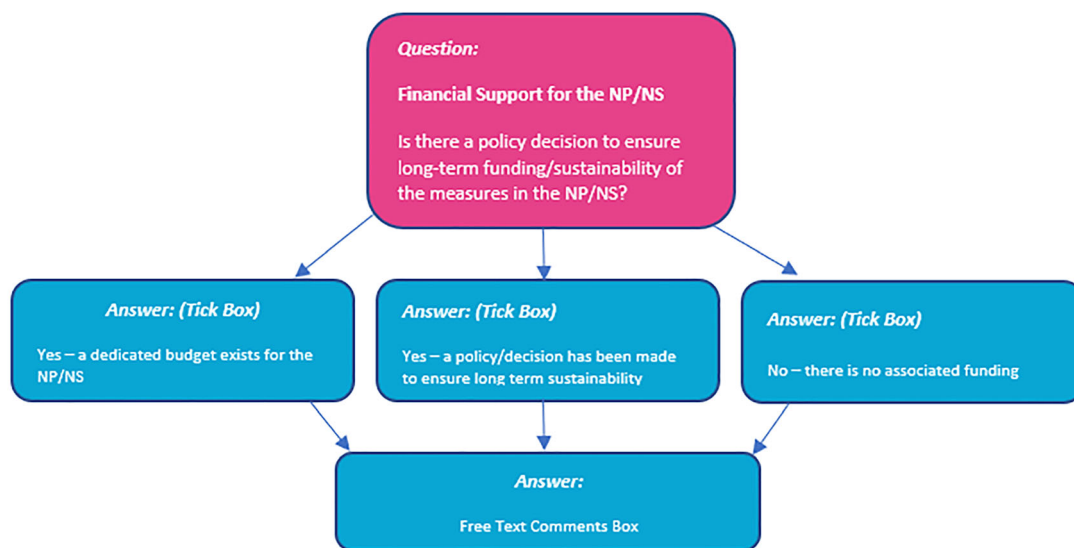 Question:
Financial Support for the NP/NS
Is there a policy decision to ensure
long-term funding/sustainability of
the measures in the NP/NS?
Answer: (Tick Box)
Yes – a dedicated budget exists for the
NP/NS
Answer: (Tick Box)
Yes – a policy/decision has been made
to ensure long term sustainability
Answer: (Tick Box)
No – there is no associated funding
Answer:
Free Text Comments Box